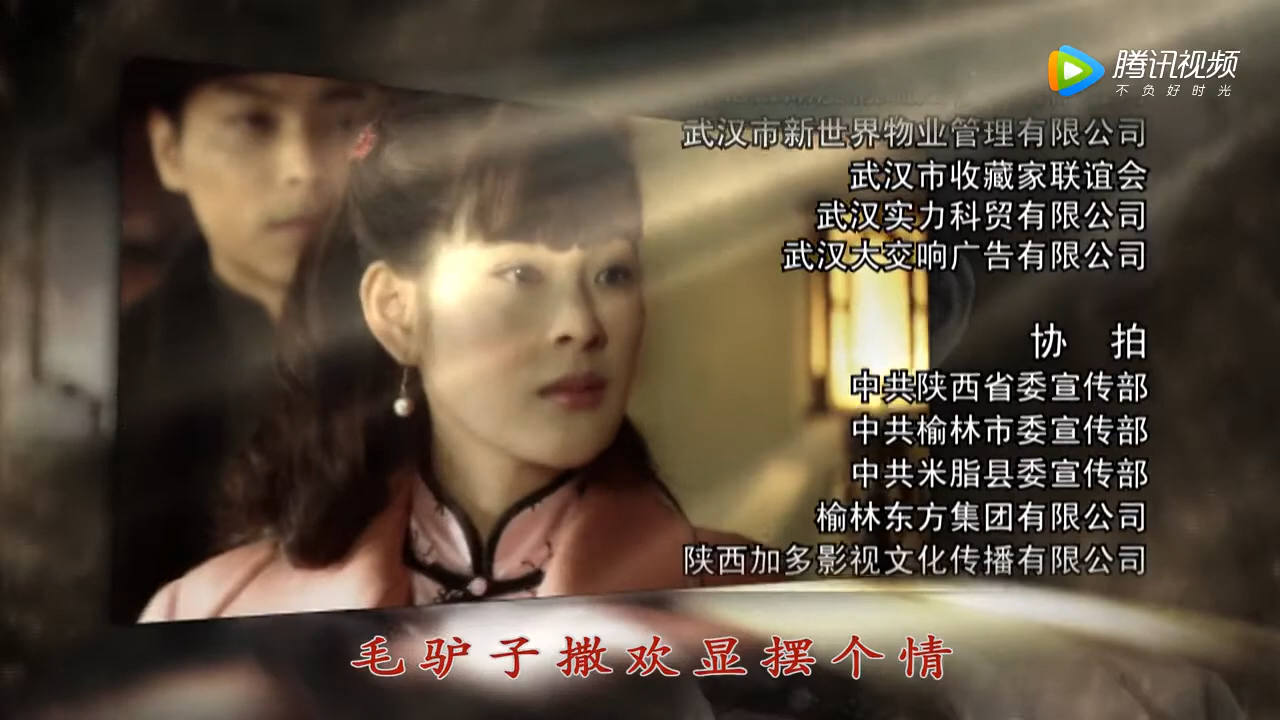 腾讯视频
不负好时光
武汉市新世界物业管理有限公司
武汉市收藏家联谊会
武汉实力科贸有限公司
武汉大交响广告有限公司
协 拍
中共陕西省委宣传部
中共榆林市委宣传部
中共米脂县委宣传部
榆林东方集团有限公司
陕西加多影视文化传播有限公司
毛驴子撒欢显摆个情